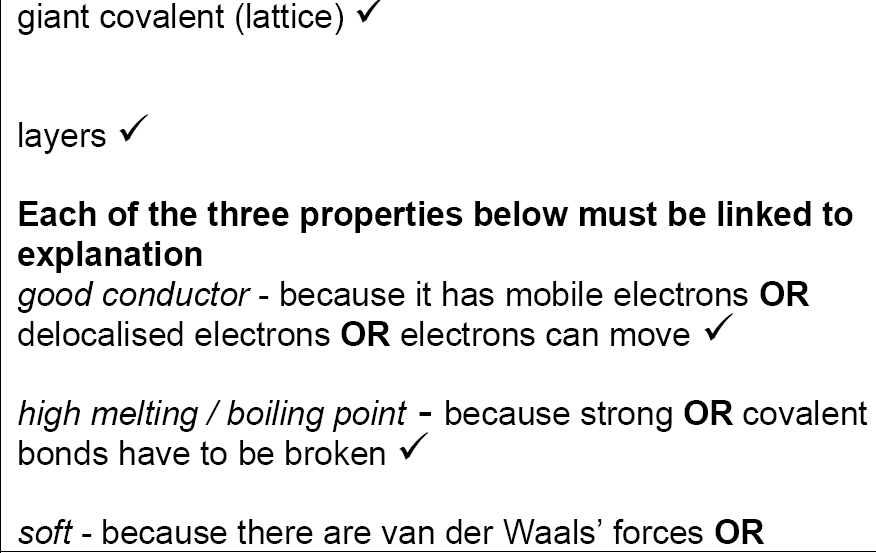 giant covalent (lattice) ✓
layers ✓
Each of the three properties below must be linked to
explanation
good conductor - because it has mobile electrons OR
delocalised electrons OR electrons can move ✓
high melting / boiling point - because strong OR covalent
bonds have to be broken ✓
soft - because there are van der Waals’ forces OR